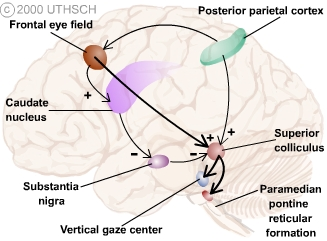 © 2000 UTHSCH
Posterior parietal cortex
Frontal eye field
+
Caudate
nucleus
+
+
-
-
Superior
colliculus
Substantia
nigra
Paramedian
pontine
reticular
formation
Vertical gaze center